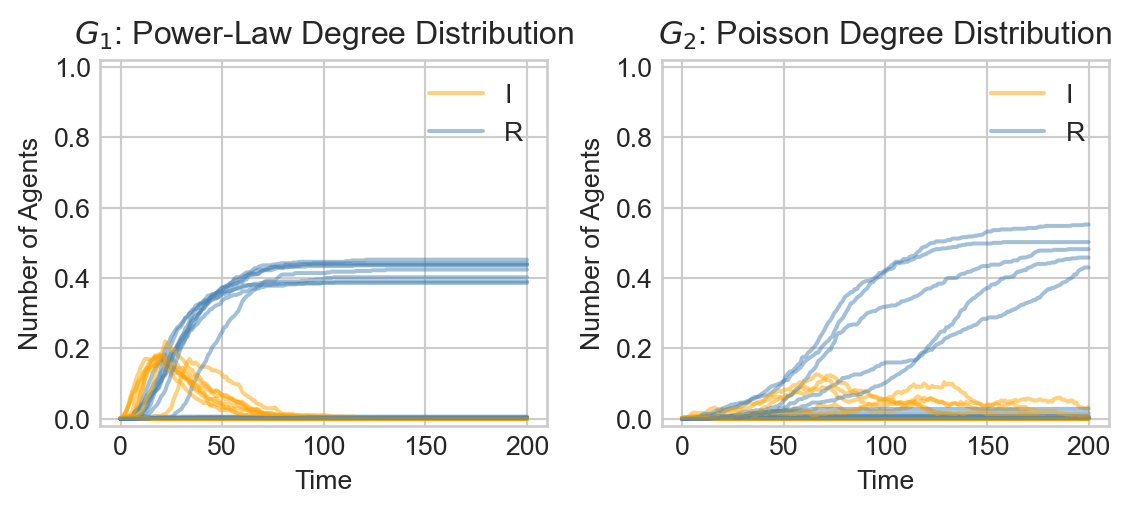 G₁: Power-Law Degree Distribution
1.0
0.8
0.6
0.4
0.2
0.0
0 50 100 150 200
Number of Agents
Time
I
R
G₂: Poisson Degree Distribution
1.0
0.8
0.6
0.4
0.2
0.0
0 50 100 150 200
Number of Agents
Time
I
R